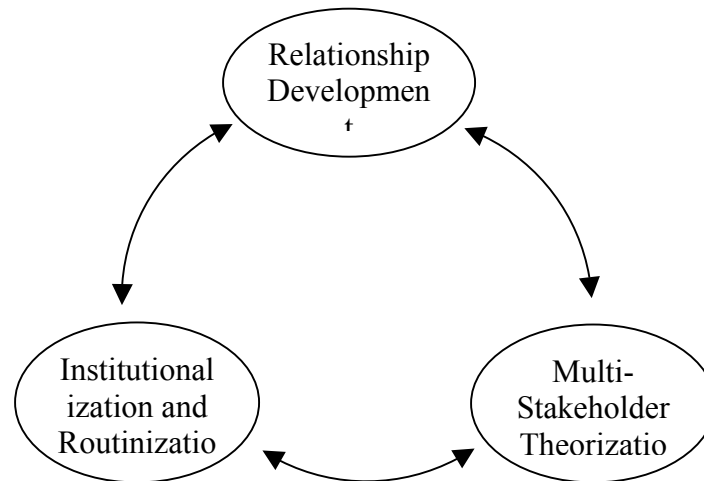 Relationship
Developmen
t
Institutional
ization and
Routinizatio
Multi-
Stakeholder
Theorizatio